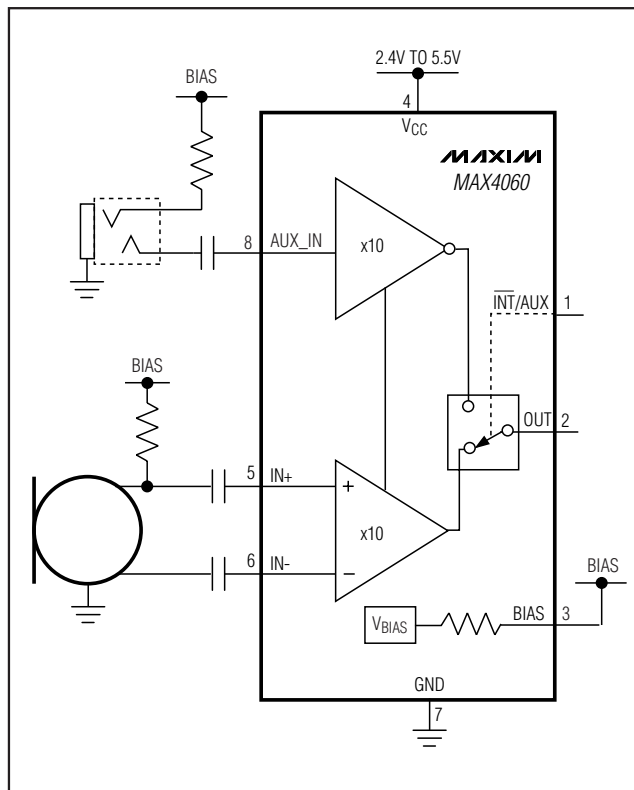 2.4V TO 5.5V
BIAS
4
VCC
MAXIM
MAX4060
8
AUX_IN
x10
INT/AUX
1
BIAS
OUT
2
5
IN+
+
x10
6
IN-
−
BIAS
VBIAS
BIAS
3
GND
7